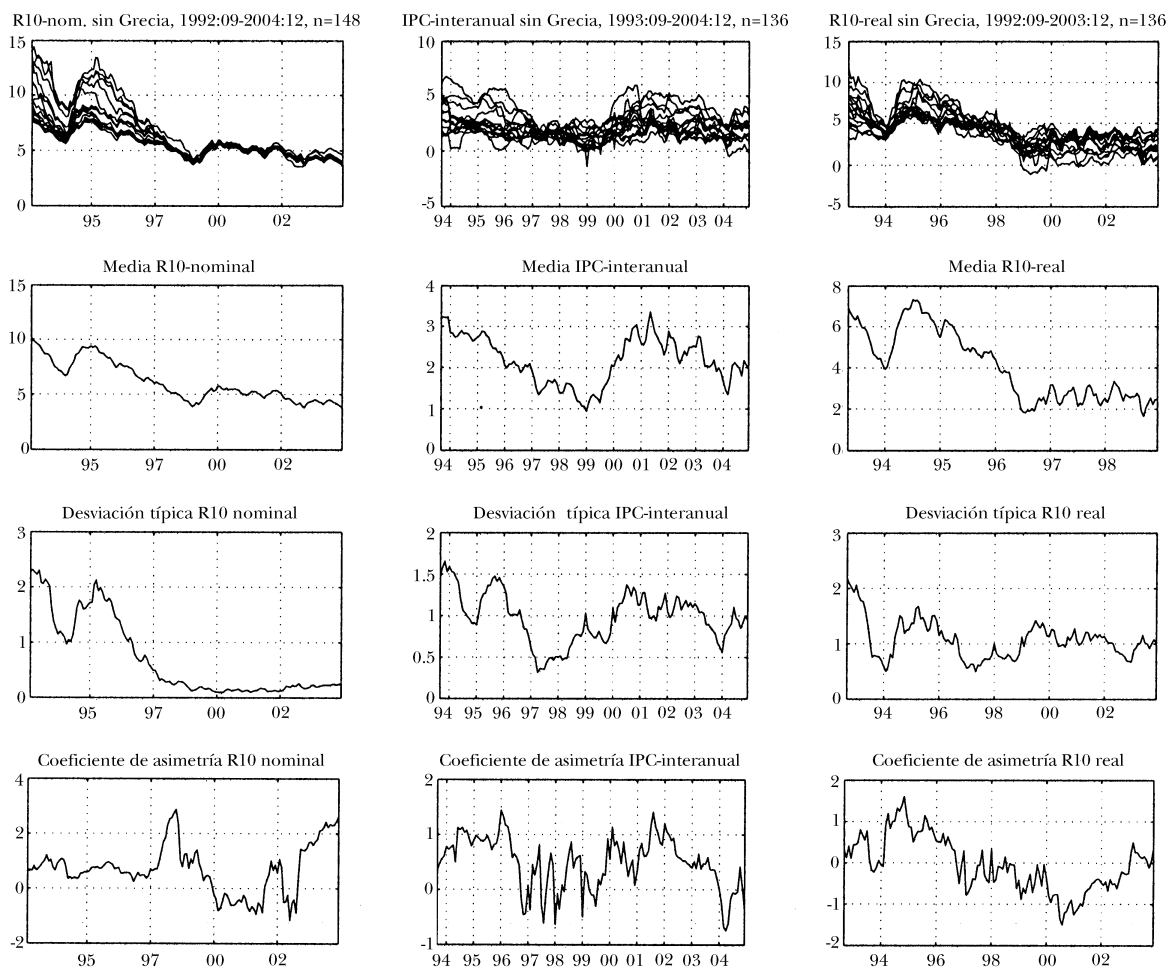 R10-nom. sin Grecia, 1992:09-2004:12, n=148
15
10
5
0
95 97 00 02
IPC-interanual sin Grecia, 1993:09-2004:12, n=136
10
5
0
-5
94 95 96 97 98 99 00 01 02 03 04
R10-real sin Grecia, 1992:09-2003:12, n=136
15
10
5
0
-5
94 96 98 00 02
Media R10-nominal
15
10
5
0
95 97 00 02
Media IPC-interanual
4
3
2
1
0
94 95 96 97 98 99 00 01 02 03 04
Media R10-real
8
6
4
2
0
94 95 96 97 98
Desviación típica R10 nominal
3
2
1
0
95 97 00 02
Desviación típica IPC-interanual
2
1.5
1
0.5
0
94 95 96 97 98 99 00 01 02 03 04
Desviación típica R10 real
3
2
1
0
94 96 98 00 02
Coeficiente de asimetría R10 nominal
4
2
0
-2
95 97 00 02
Coeficiente de asimetría IPC-interanual
2
1
0
-1
94 95 96 97 98 99 00 01 02 03 04
Coeficiente de asimetría R10 real
2
1
0
-1
-2
94 96 98 00 02